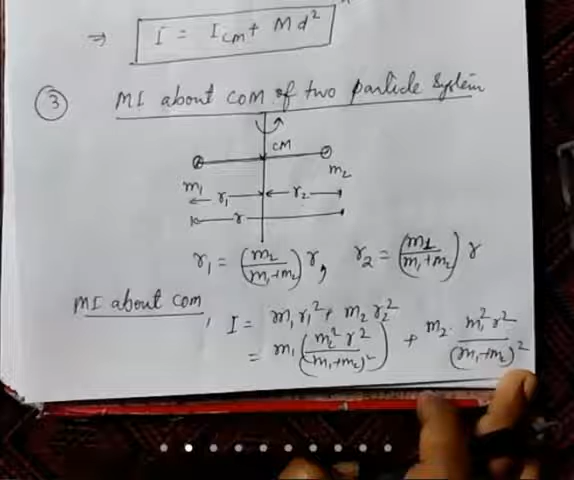 ⇒ I = I_CM + Md²
③ MI about COM of two particle System
CM
m₁ m₂
r₁ r₂
r
r₁ = (m₂/(m₁+m₂)) r, r₂ = (m₁/(m₁+m₂)) r
MI about COM, I = m₁r₁² + m₂r₂²
= m₁ (m₂²r²/(m₁+m₂)²) + m₂ · m₁²r²/(m₁+m₂)²